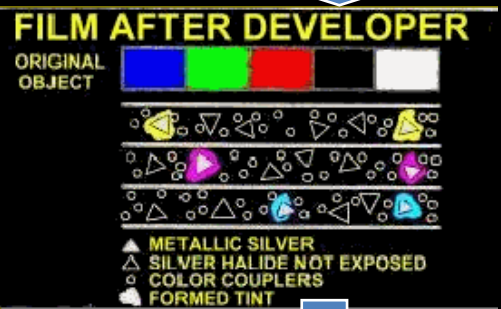 FILM AFTER DEVELOPER
ORIGINAL
OBJECT
METALLIC SILVER
SILVER HALIDE NOT EXPOSED
COLOR COUPLERS
FORMED TINT